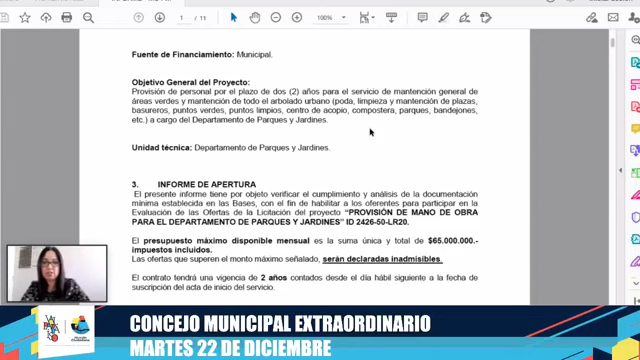 1 / 11
100%
Fuente de Financiamiento: Municipal.
Objetivo General del Proyecto:
Provisión de personal por el plazo de dos (2) años para el servicio de mantención general de
áreas verdes y mantención de todo el arbolado urbano (poda, limpieza y mantención de plazas,
basureros, puntos verdes, puntos limpios, centro de acopio, compostera, parques, bandejones,
etc.) a cargo del Departamento de Parques y Jardines.
Unidad técnica: Departamento de Parques y Jardines.
3. INFORME DE APERTURA
El presente informe tiene por objeto verificar el cumplimiento y análisis de la documentación
mínima establecida en las Bases, con el fin de habilitar a los oferentes para participar en la
Evaluación de las Ofertas de la Licitación del proyecto “PROVISIÓN DE MANO DE OBRA
PARA EL DEPARTAMENTO DE PARQUES Y JARDINES” ID 2426-50-LR20.
El presupuesto máximo disponible mensual es la suma única y total de $65.000.000.-
impuestos incluidos.
Las ofertas que superen el monto máximo señalado, serán declaradas inadmisibles.
El contrato tendrá una vigencia de 2 años contados desde el día hábil siguiente a la fecha de
suscripción del acta de inicio del servicio.
CONCEJO MUNICIPAL EXTRAORDINARIO
MARTES 22 DE DICIEMBRE